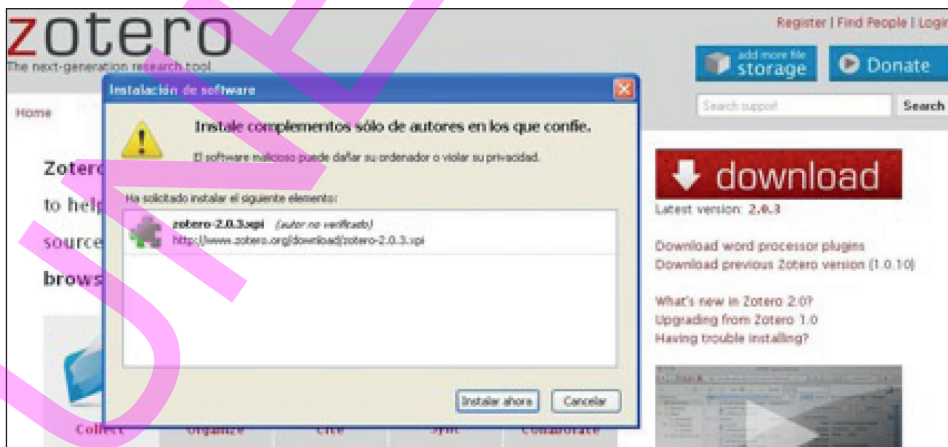 zotero
The next-generation research tool.
Register | Find People | Login
add more file
storage
Donate
Home
Search support
Search
Instalación de software
Instale complementos sólo de autores en los que confíe.
El software malicioso puede dañar su ordenador o violar su privacidad.
Ha solicitado instalar el siguiente elemento:
zotero-2.0.3.xpi (autor no verificado)
http://www.zotero.org/download/zotero-2.0.3.xpi
Instalar ahora
Cancelar
Zotero
to help
source
brows
download
Latest version: 2.0.3
Download word processor plugins
Download previous Zotero version (1.0.10)
What's new in Zotero 2.0?
Upgrading from Zotero 1.0
Having trouble installing?
Collect
Organize
Cite
Sync
Collaborate